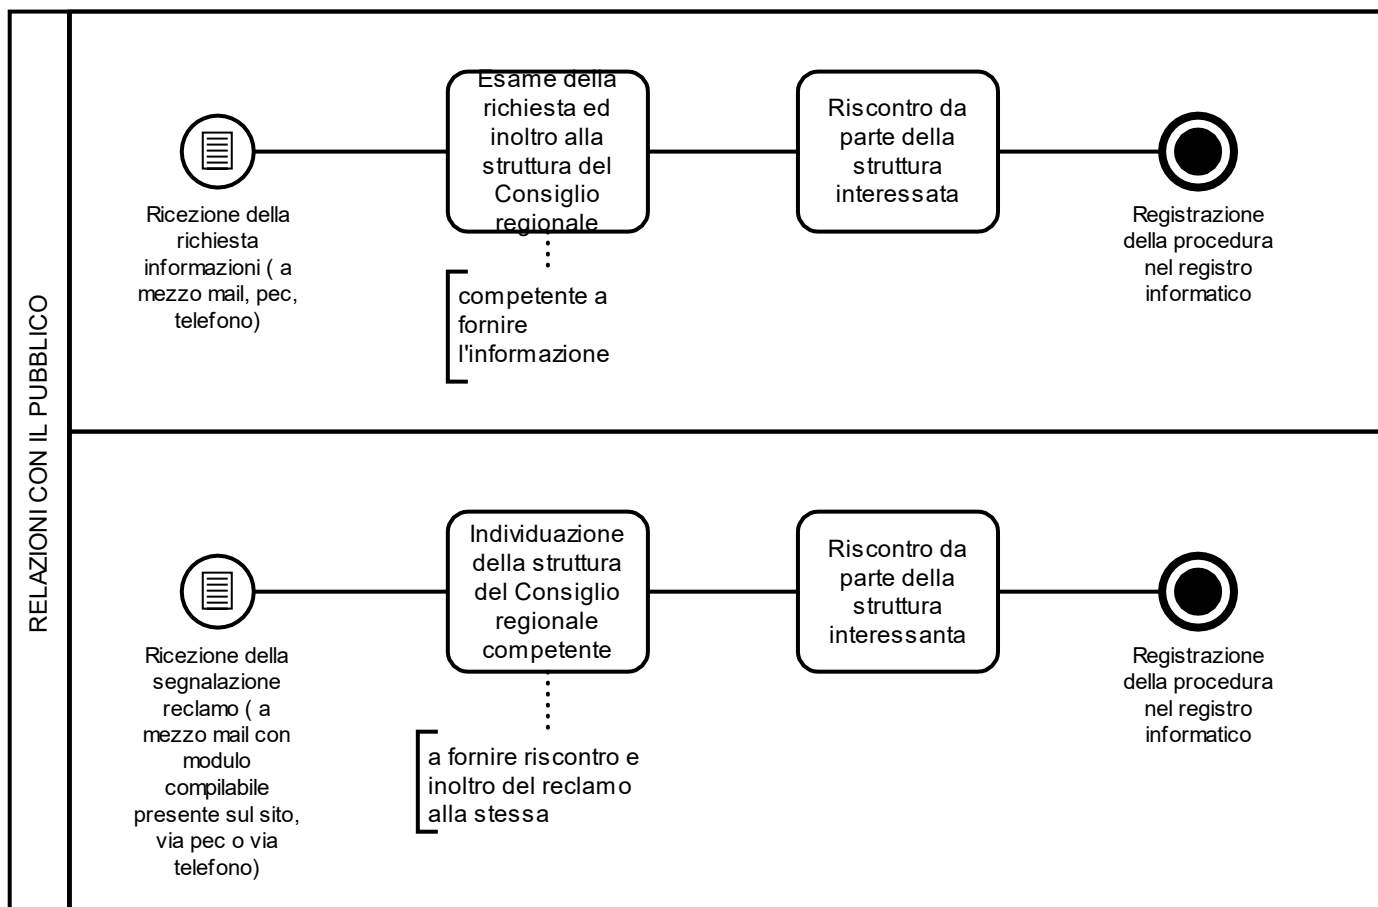 RELAZIONI CON IL PUBBLICO
Ricezione della
richiesta
informazioni ( a
mezzo mail, pec,
telefono)
Esame della
richiesta ed
inoltro alla
struttura del
Consiglio
regionale
competente a
fornire
l'informazione
Riscontro da
parte della
struttura
interessata
Registrazione
della procedura
nel registro
informatico
Ricezione della
segnalazione
reclamo ( a
mezzo mail con
modulo
compilabile
presente sul sito,
via pec o via
telefono)
Individuazione
della struttura
del Consiglio
regionale
competente
a fornire riscontro e
inoltro del reclamo
alla stessa
Riscontro da
parte della
struttura
interessanta
Registrazione
della procedura
nel registro
informatico